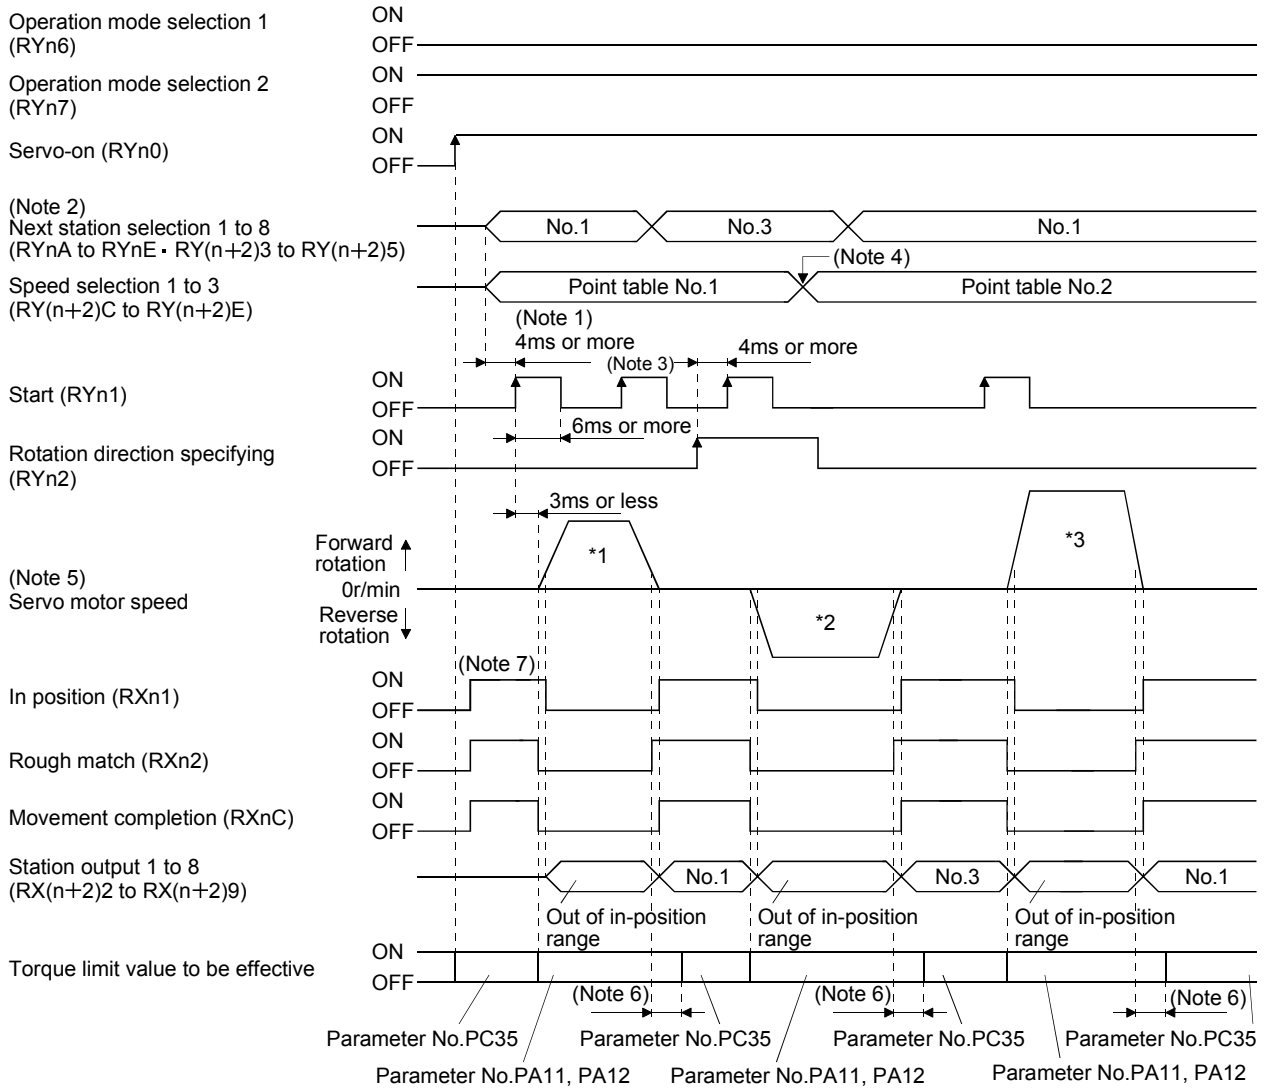 Operation mode selection 1
(RYn6)
ON
OFF
Operation mode selection 2
(RYn7)
ON
OFF
Servo-on (RYn0)
ON
OFF
(Note 2)
Next station selection 1 to 8
(RYnA to RYnE · RY(n+2)3 to RY(n+2)5)
No.1
No.3
No.1
(Note 4)
Speed selection 1 to 3
(RY(n+2)C to RY(n+2)E)
Point table No.1
Point table No.2
(Note 1)
4ms or more
(Note 3)
4ms or more
Start (RYn1)
ON
OFF
6ms or more
Rotation direction specifying
(RYn2)
ON
OFF
3ms or less
(Note 5)
Servo motor speed
Forward
rotation
0r/min
Reverse
rotation
*1
*2
*3
(Note 7)
In position (RXn1)
ON
OFF
Rough match (RXn2)
ON
OFF
Movement completion (RXnC)
ON
OFF
Station output 1 to 8
(RX(n+2)2 to RX(n+2)9)
No.1
No.3
No.1
Out of in-position
range
Out of in-position
range
Out of in-position
range
Torque limit value to be effective
ON
OFF
(Note 6)
(Note 6)
(Note 6)
Parameter No.PC35
Parameter No.PC35
Parameter No.PC35
Parameter No.PC35
Parameter No.PA11, PA12
Parameter No.PA11, PA12
Parameter No.PA11, PA12